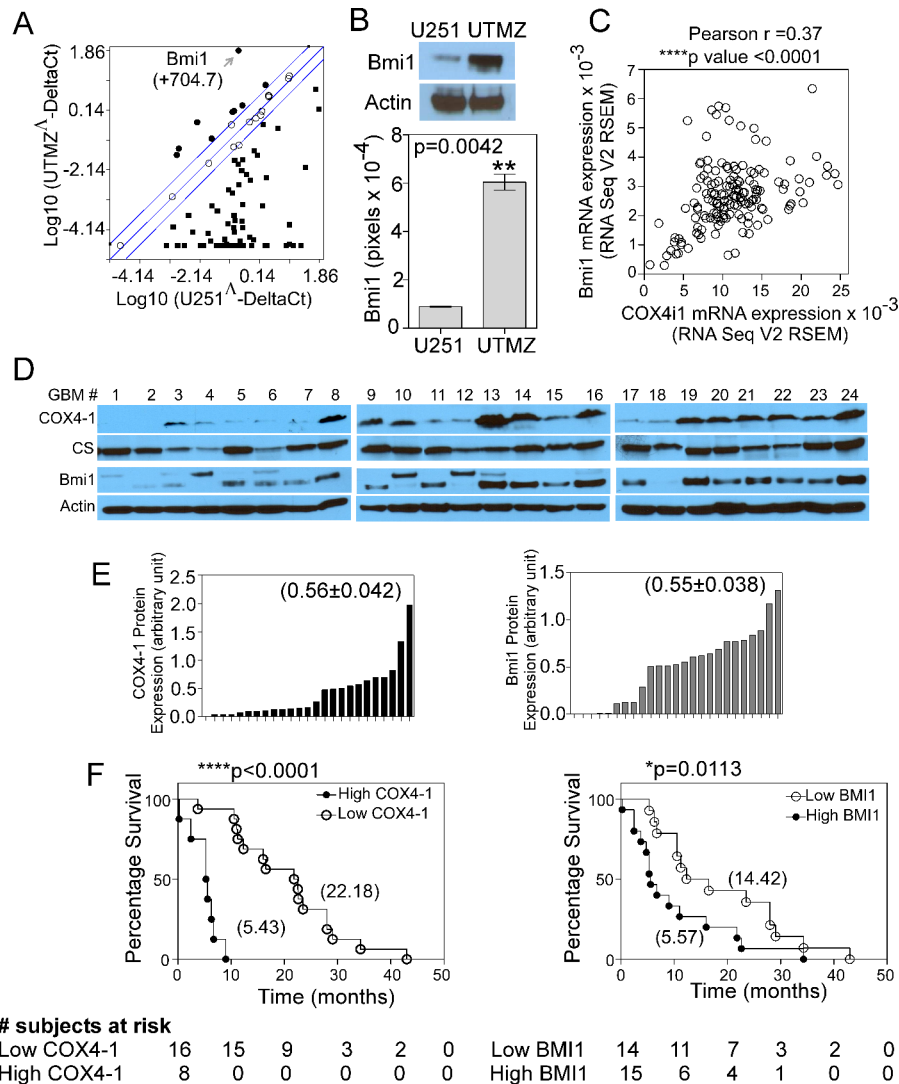 A
1.86
0.14
-2.14
-4.14
Log10 (UTMZ^-DeltaCt)
Bmi1
(+704.7)
-4.14 -2.14 0.14 1.86
Log10 (U251^-DeltaCt)
B
U251 UTMZ
Bmi1
Actin
Bmi1 (pixels x 10-4)
8
6
4
2
0
p=0.0042
**
U251 UTMZ
C
Pearson r =0.37
****p value <0.0001
Bmi1 mRNA expression x 10-3
(RNA Seq V2 RSEM)
7
6
5
4
3
2
1
0
0 5 10 15 20 25
COX4i1 mRNA expression x 10-3
(RNA Seq V2 RSEM)
D
GBM # 1 2 3 4 5 6 7 8 9 10 11 12 13 14 15 16 17 18 19 20 21 22 23 24
COX4-1
CS
Bmi1
Actin
E
COX4-1 Protein
Expression (arbitrary unit)
2.5
2.0
1.5
1.0
0.5
0.0
(0.56±0.042)
Bmi1 Protein
Expression (arbitrary unit)
1.5
1.0
0.5
0.0
(0.55±0.038)
F
****p<0.0001
Percentage Survival
100
50
0
High COX4-1
Low COX4-1
(22.18)
(5.43)
0 10 20 30 40 50
Time (months)
*p=0.0113
Percentage Survival
100
50
0
Low BMI1
High BMI1
(14.42)
(5.57)
0 10 20 30 40 50
Time (months)
# subjects at risk
Low COX4-1 16 15 9 3 2 0
High COX4-1 8 0 0 0 0 0
Low BMI1 14 11 7 3 2 0
High BMI1 15 6 4 1 0 0